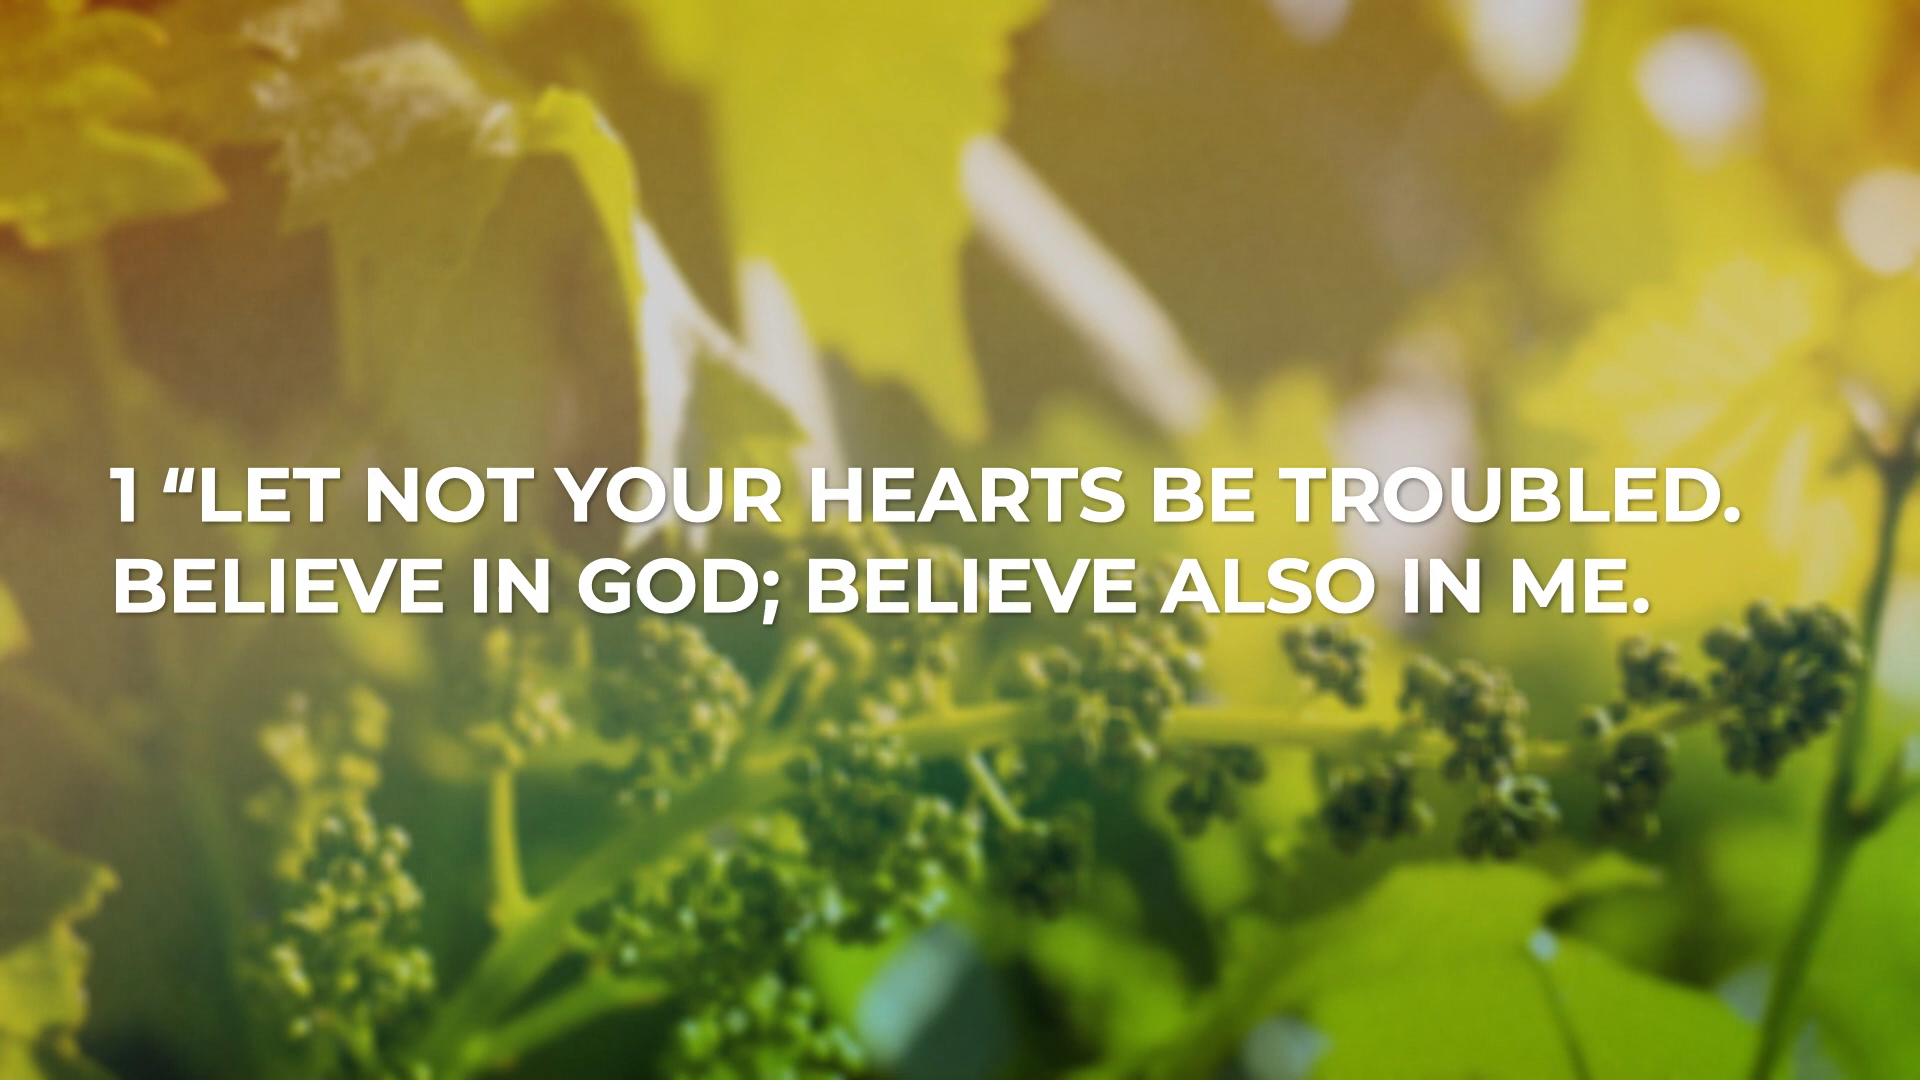 1 “LET NOT YOUR HEARTS BE TROUBLED.
BELIEVE IN GOD; BELIEVE ALSO IN ME.